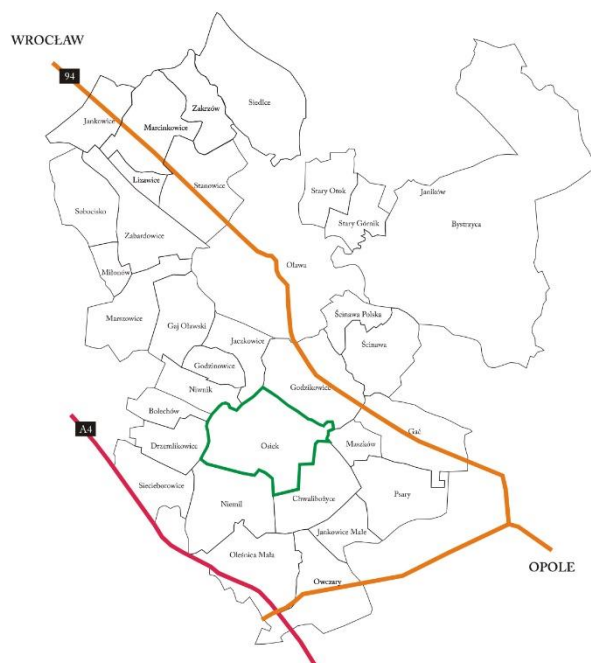 WROCŁAW
94
Siedlce
Zakrzów
Jankowice
Marcinkowice
Lizawice
Stanowice
Stary Otok
Janików
Sobocisko
Stary Górnik
Bystrzyca
Zabardowice
Oława
Miłonów
Marszowice
Ścinawa Polska
Gaj Oławski
Jaczkowice
Ścinawa
Godzinowice
Niwnik
Godzikowice
Bolechów
A4
Gać
Drzemlikowice
Osiek
Maszków
Siecieborowice
Psary
Chwalibożyce
Niemil
Jankowice Małe
Oleśnica Mała
OPOLE
Owczary